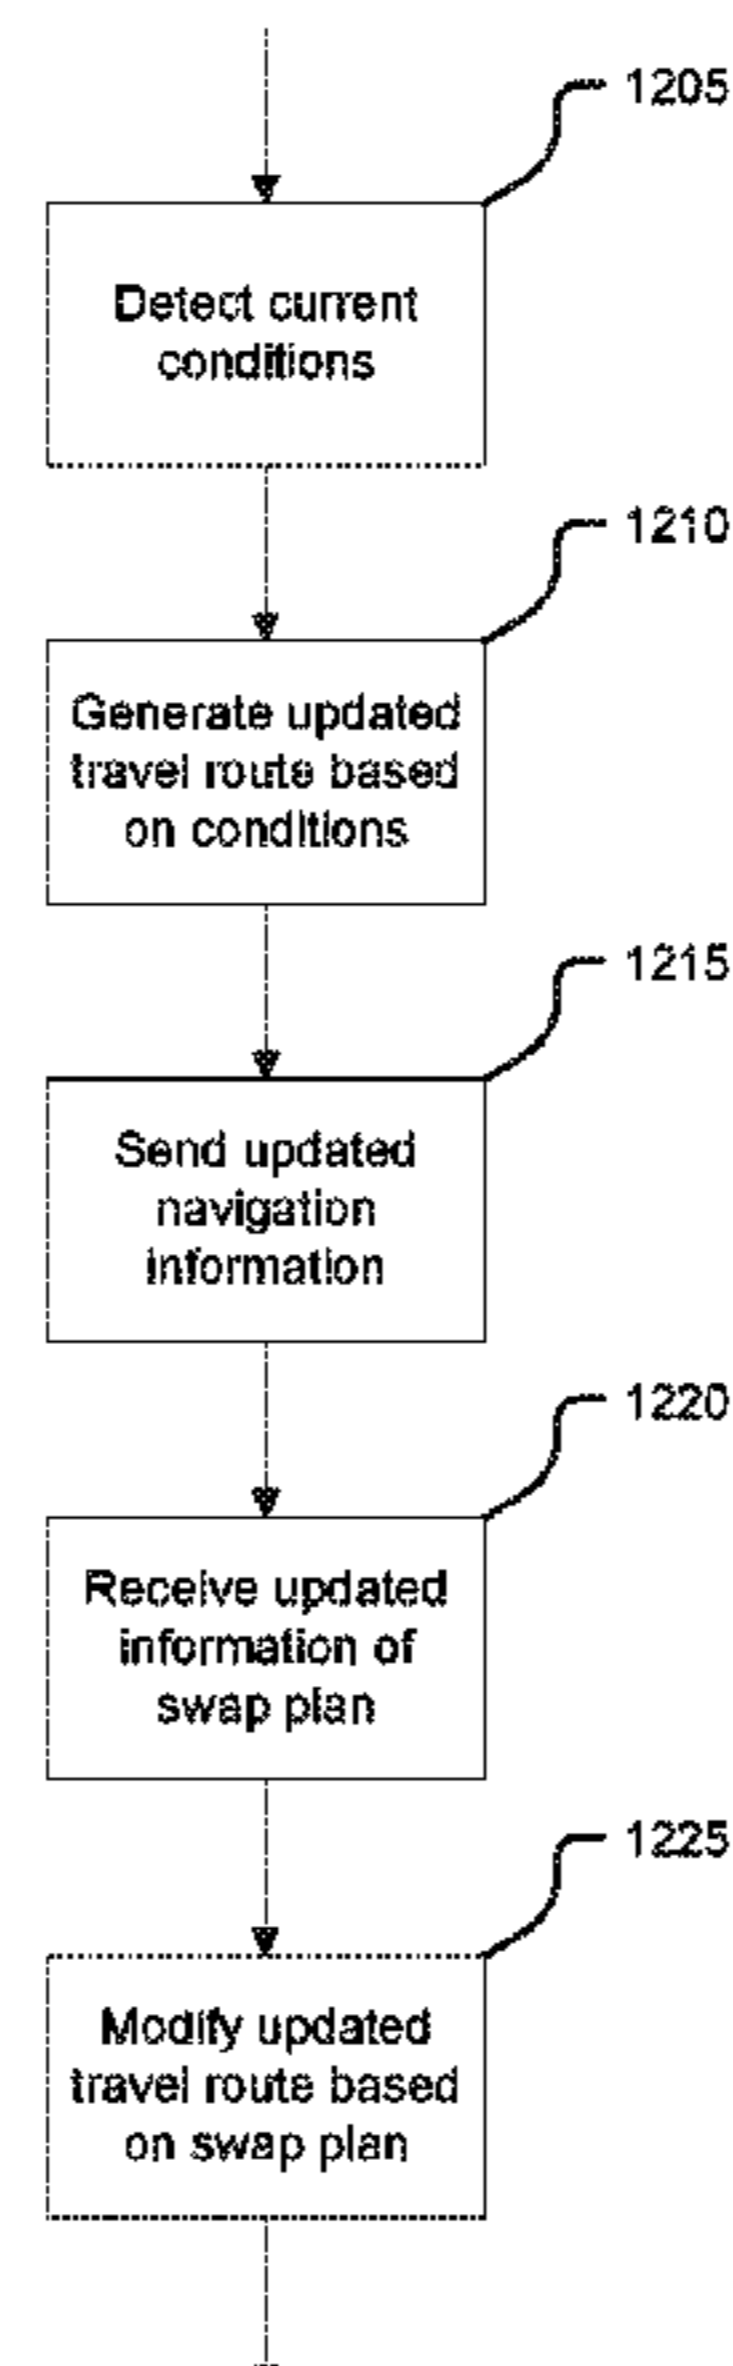 1205
Detect current
conditions
1210
Generate updated
travel route based
on conditions
1215
Send updated
navigation
information
1220
Receive updated
information of
swap plan
1225
Modify updated
travel route based
on swap plan